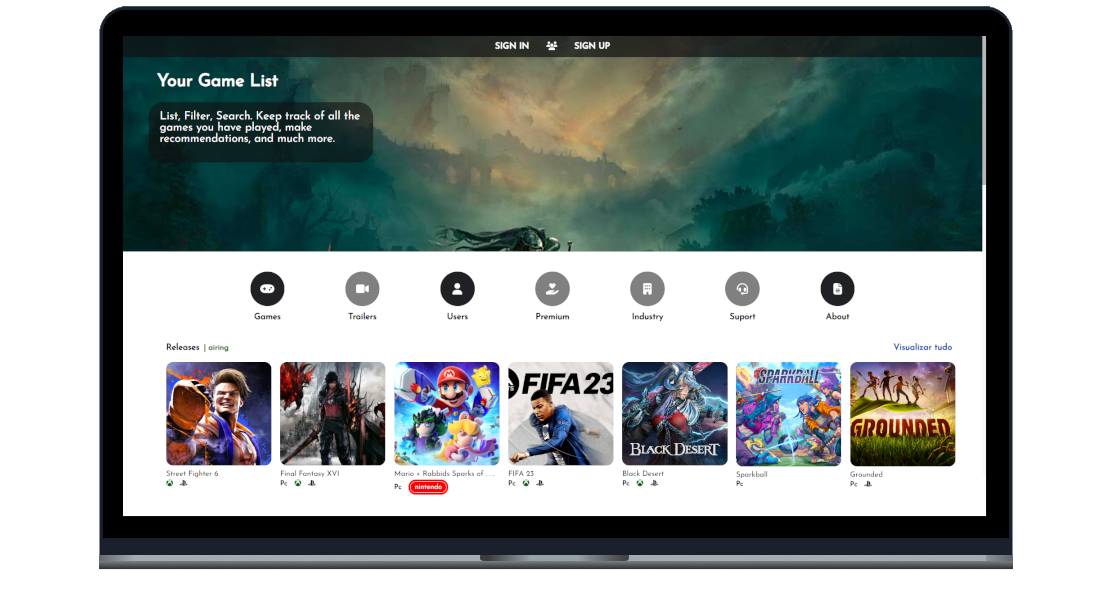 SIGN IN SIGN UP
Your Game List
List, Filter, Search. Keep track of all the
games you have played, make
recommendations, and much more.
Games Trailers Users Premium Industry Suport About
Releases | airing Visualizar tudo
FIFA 23
BLACK DESERT
SPARKBALL
GROUNDED
Street Fighter 6 Final Fantasy XVI Mario + Rabbids Sparks of . . . FIFA 23 Black Desert Sparkball Grounded
Pc Pc nintendo Pc Pc Pc Pc